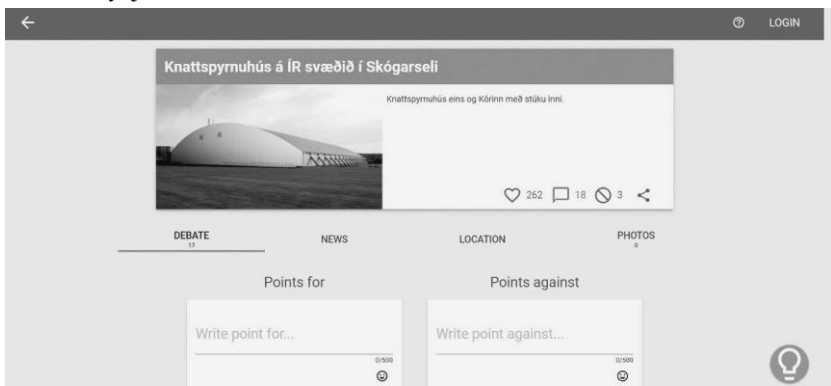 LOGIN
Knattspyrnuhús á ÍR svæðið í Skógarseli
Knattspyrnuhús eins og Kórinn með stúku inni.
262 18 3
DEBATE NEWS LOCATION PHOTOS
17 0
Points for Points against
Write point for... Write point against...
0/500 0/500